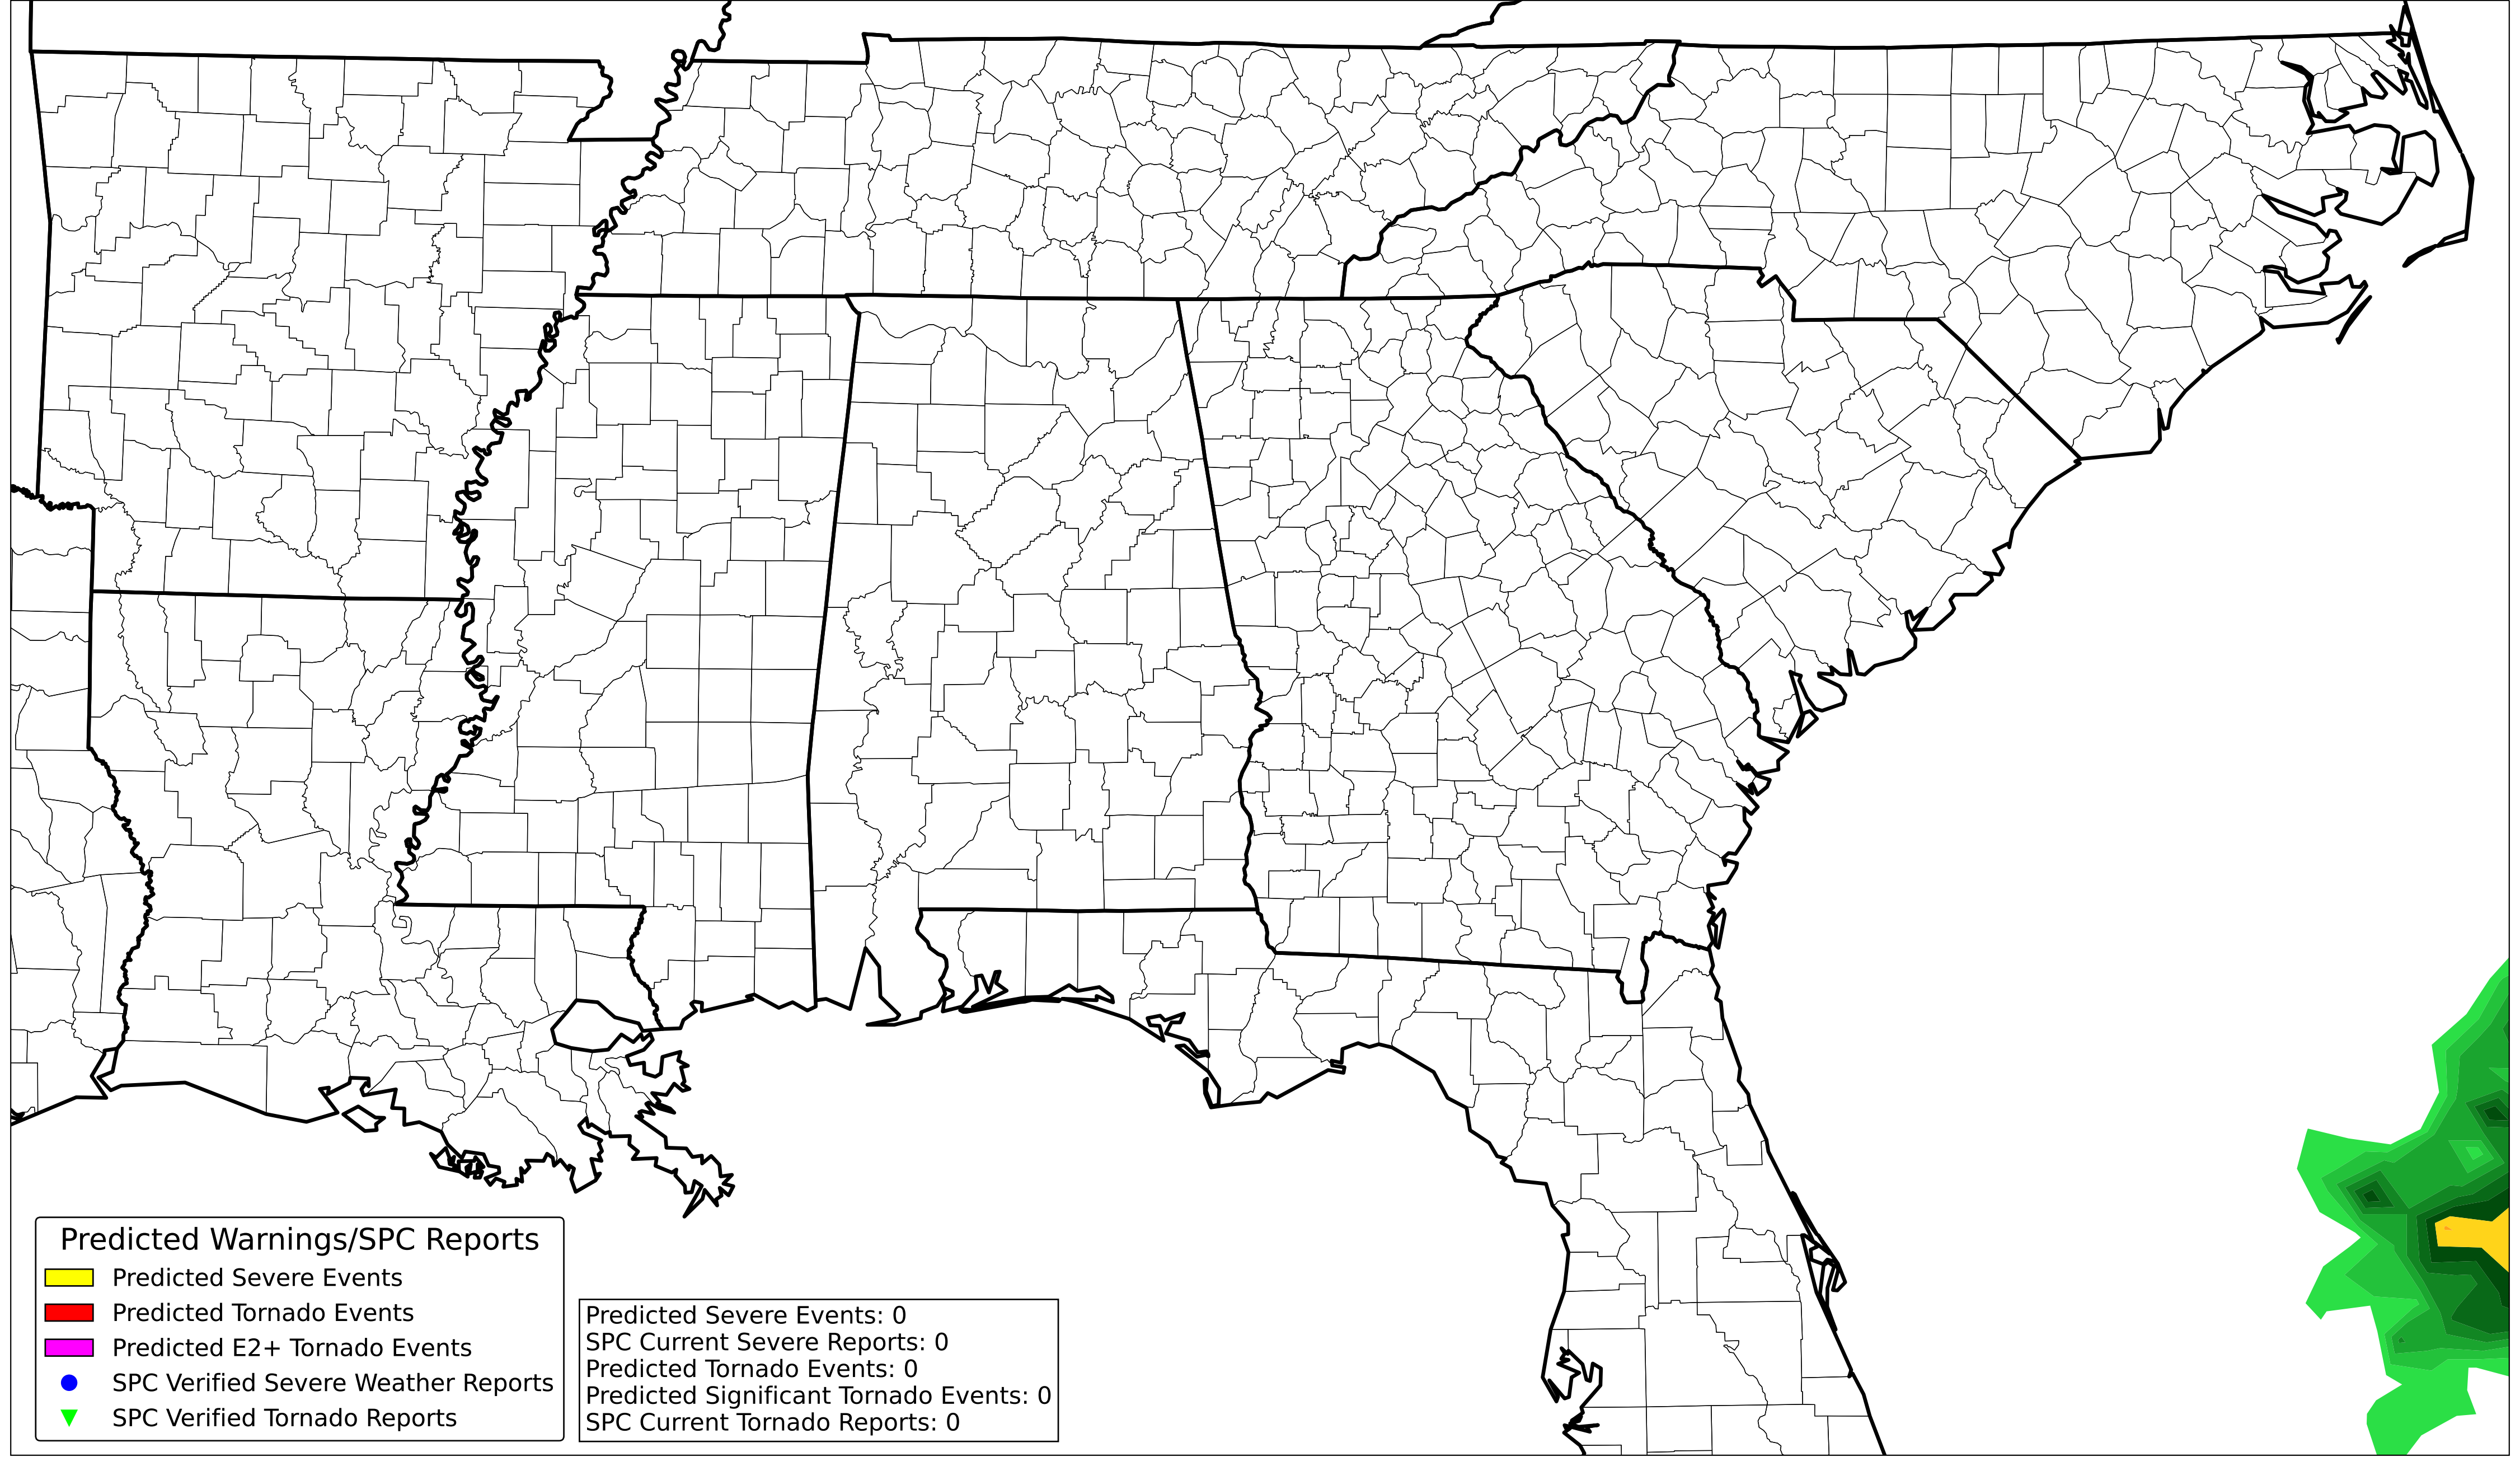 Predicted Warnings/SPC Reports
Predicted Severe Events
Predicted Tornado Events
Predicted E2+ Tornado Events
SPC Verified Severe Weather Reports
SPC Verified Tornado Reports
Predicted Severe Events: 0
SPC Current Severe Reports: 0
Predicted Tornado Events: 0
Predicted Significant Tornado Events: 0
SPC Current Tornado Reports: 0